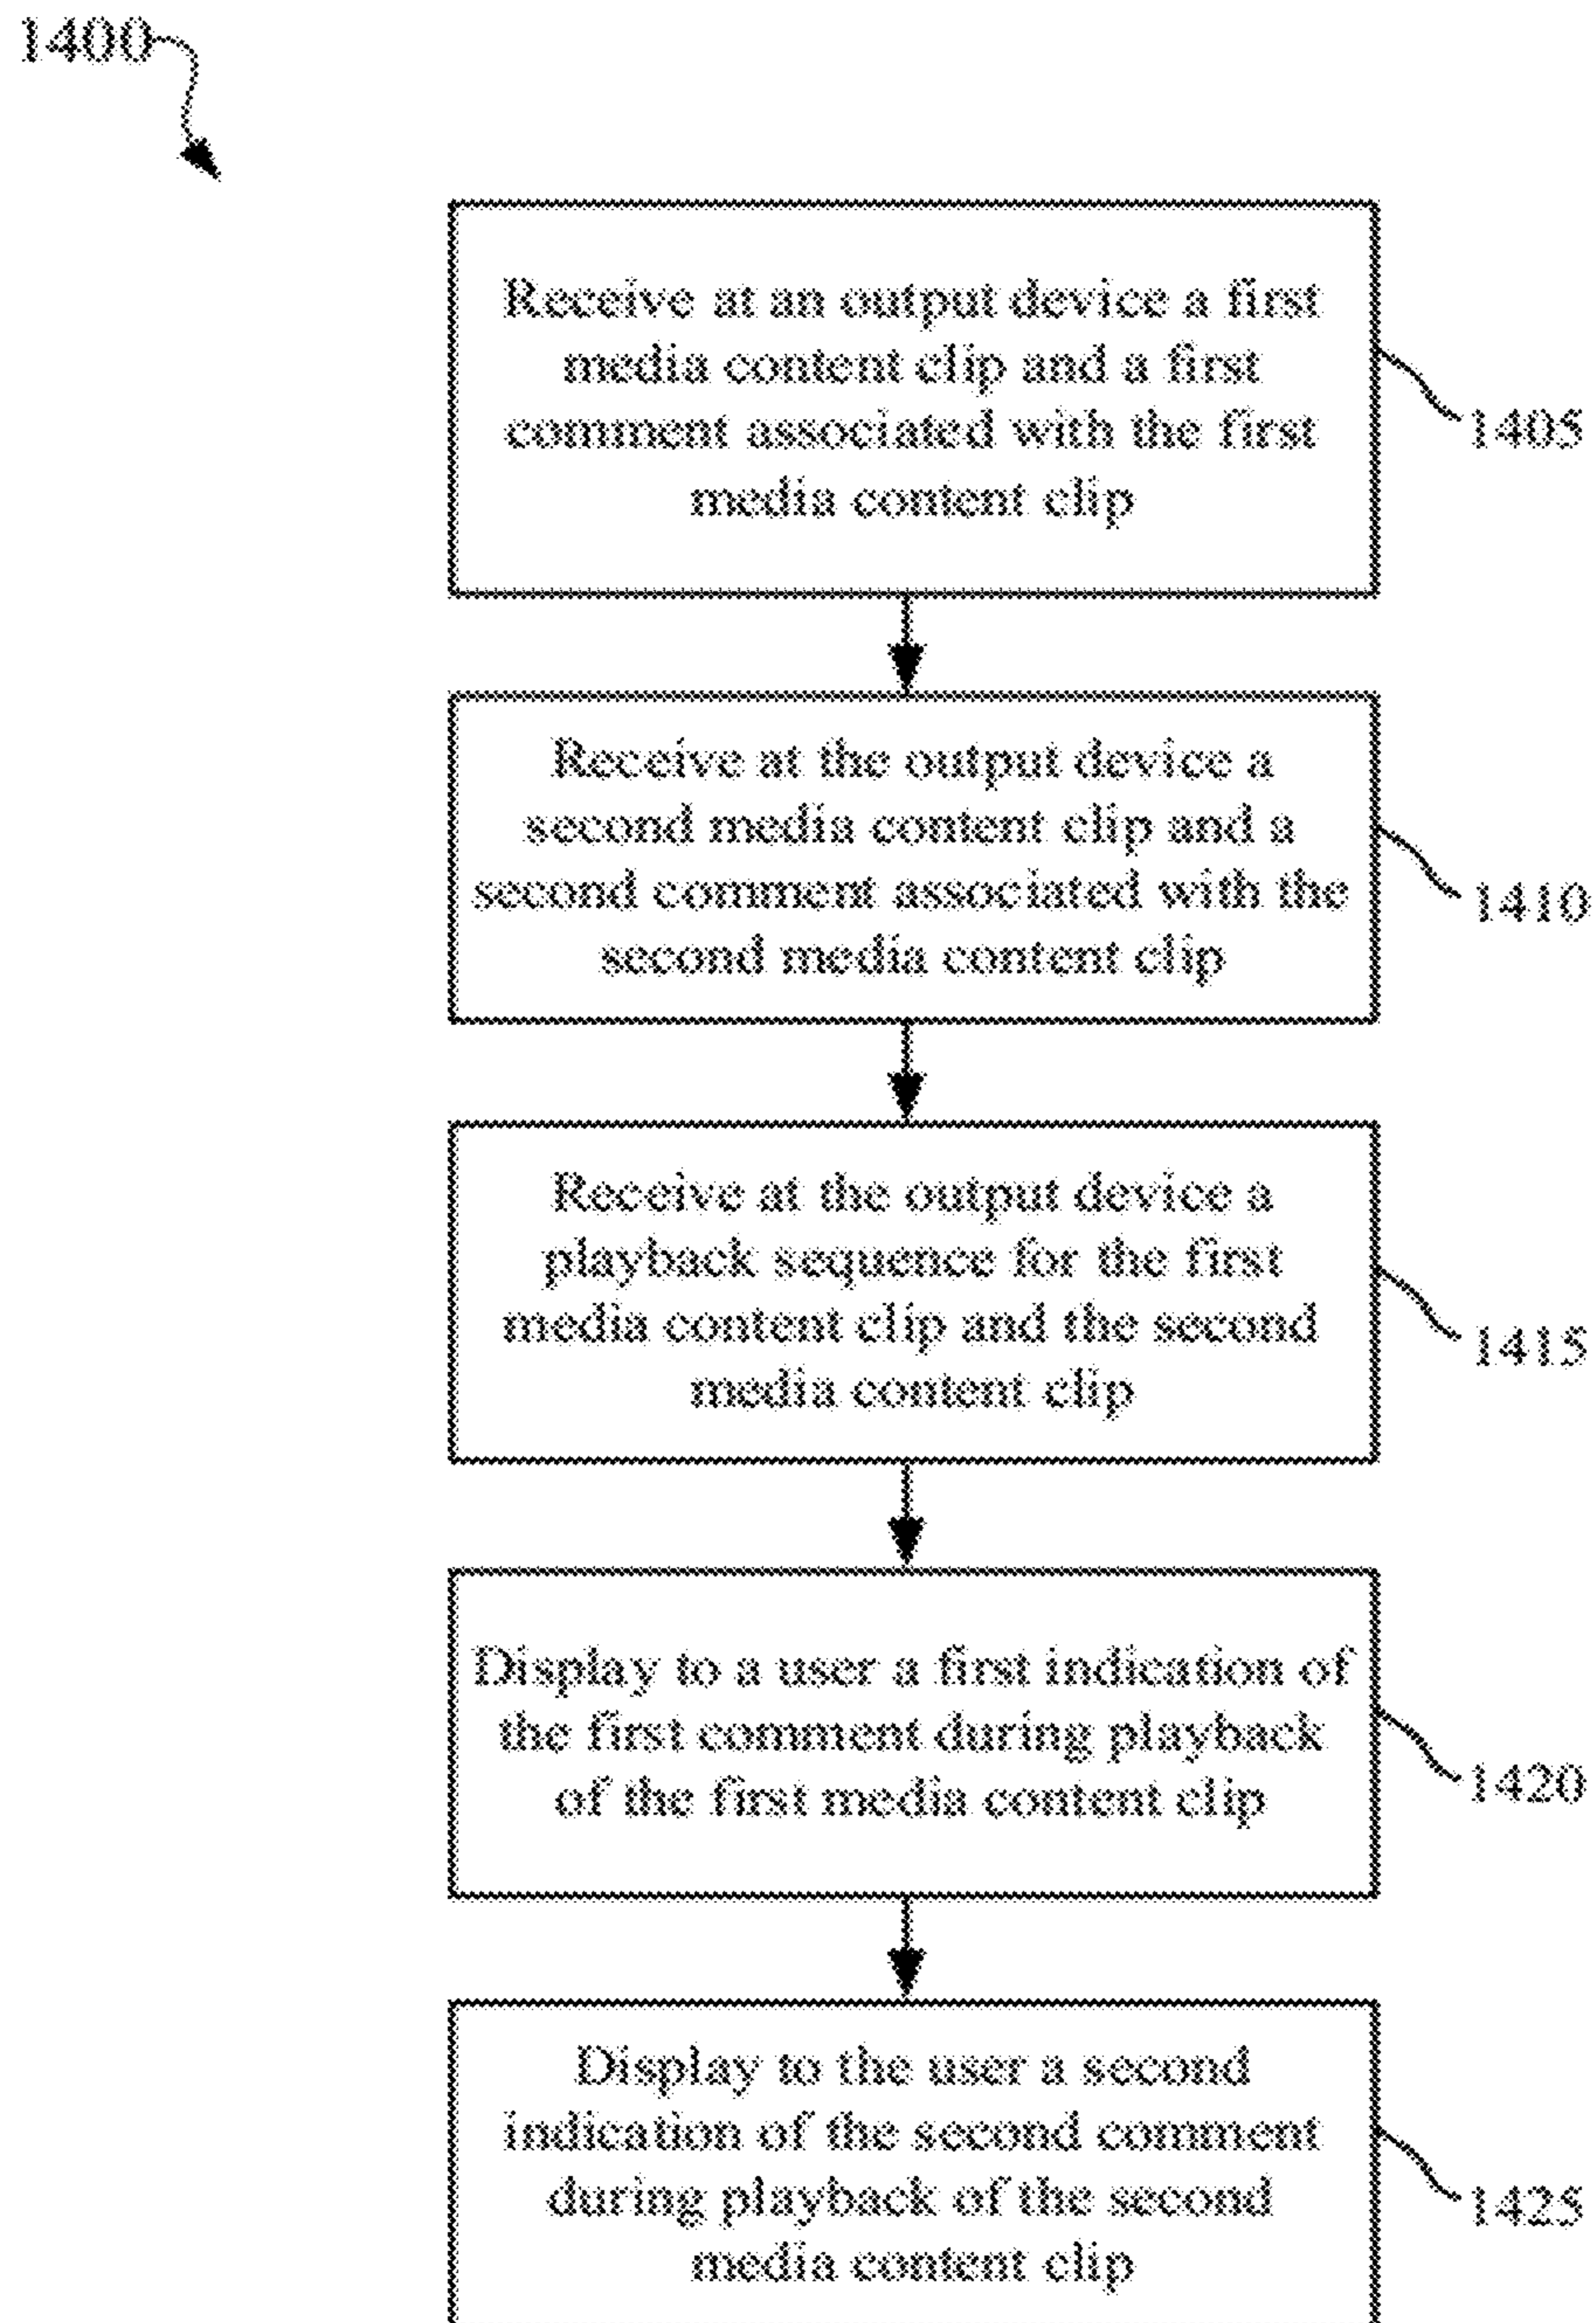 1400
Receive at an output device a first
media content clip and a first
comment associated with the first
media content clip
1405
Receive at the output device a
second media content clip and a
second comment associated with the
second media content clip
1410
Receive at the output device a
playback sequence for the first
media content clip and the second
media content clip
1415
Display to a user a first indication of
the first comment during playback
of the first media content clip
1420
Display to the user a second
indication of the second comment
during playback of the second
media content clip
1425